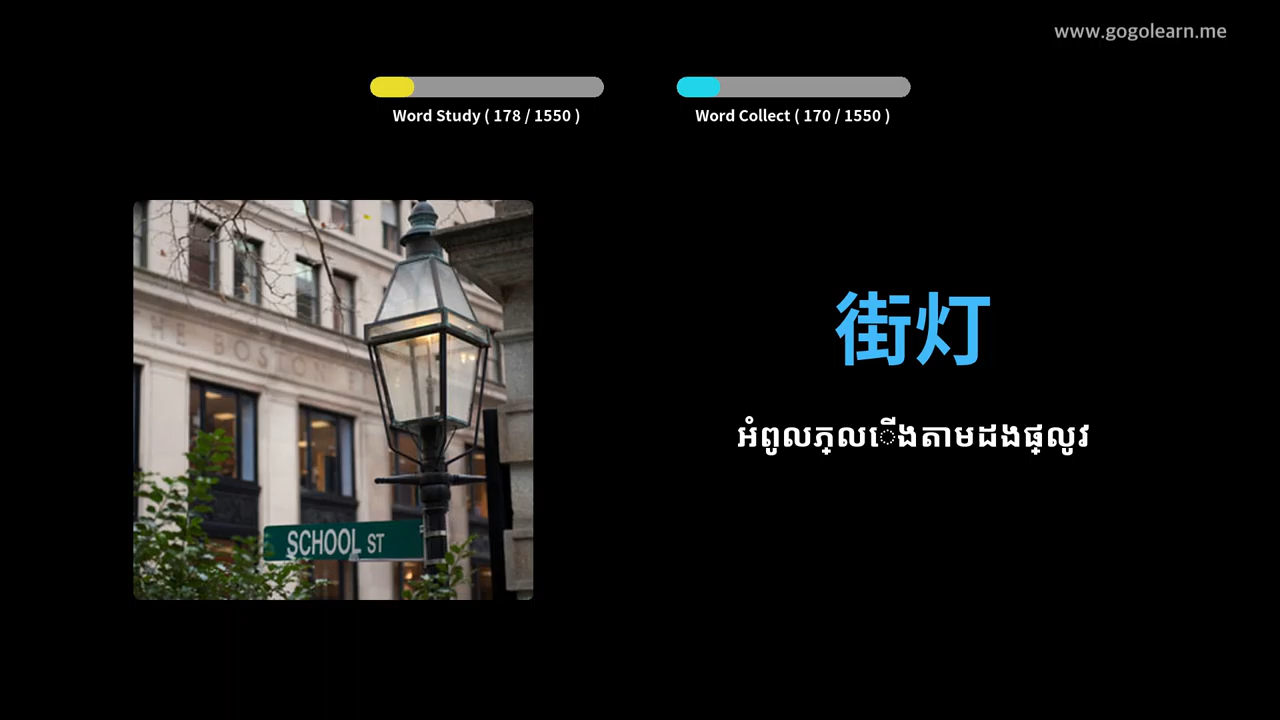 www.gogolearn.me
Word Study ( 178 / 1550 )
Word Collect ( 170 / 1550 )
THE BOSTON
SCHOOL ST
街灯
អំពូលភ្លើងតាមដងផ្លូវ